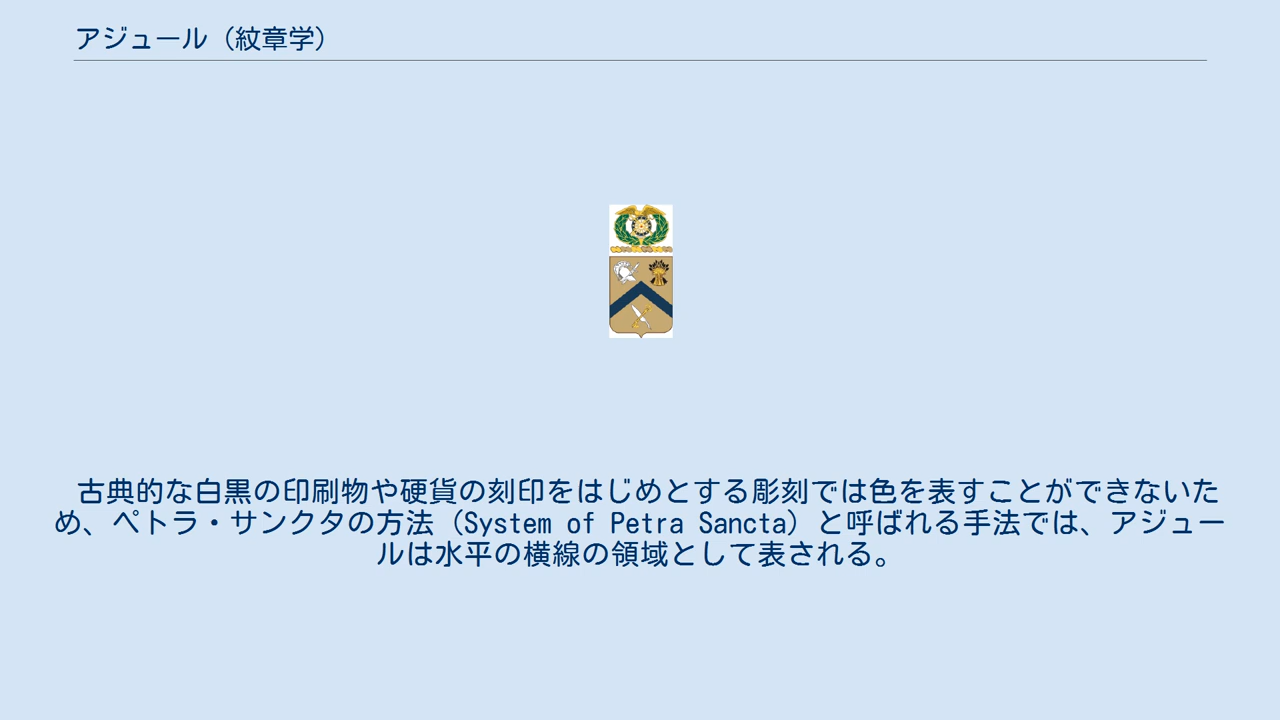 アジュール（紋章学）
古典的な白黒の印刷物や硬貨の刻印をはじめとする彫刻では色を表すことができないた
め、ペトラ・サンクタの方法（System of Petra Sancta）と呼ばれる手法では、アジュー
ルは水平の横線の領域として表される。